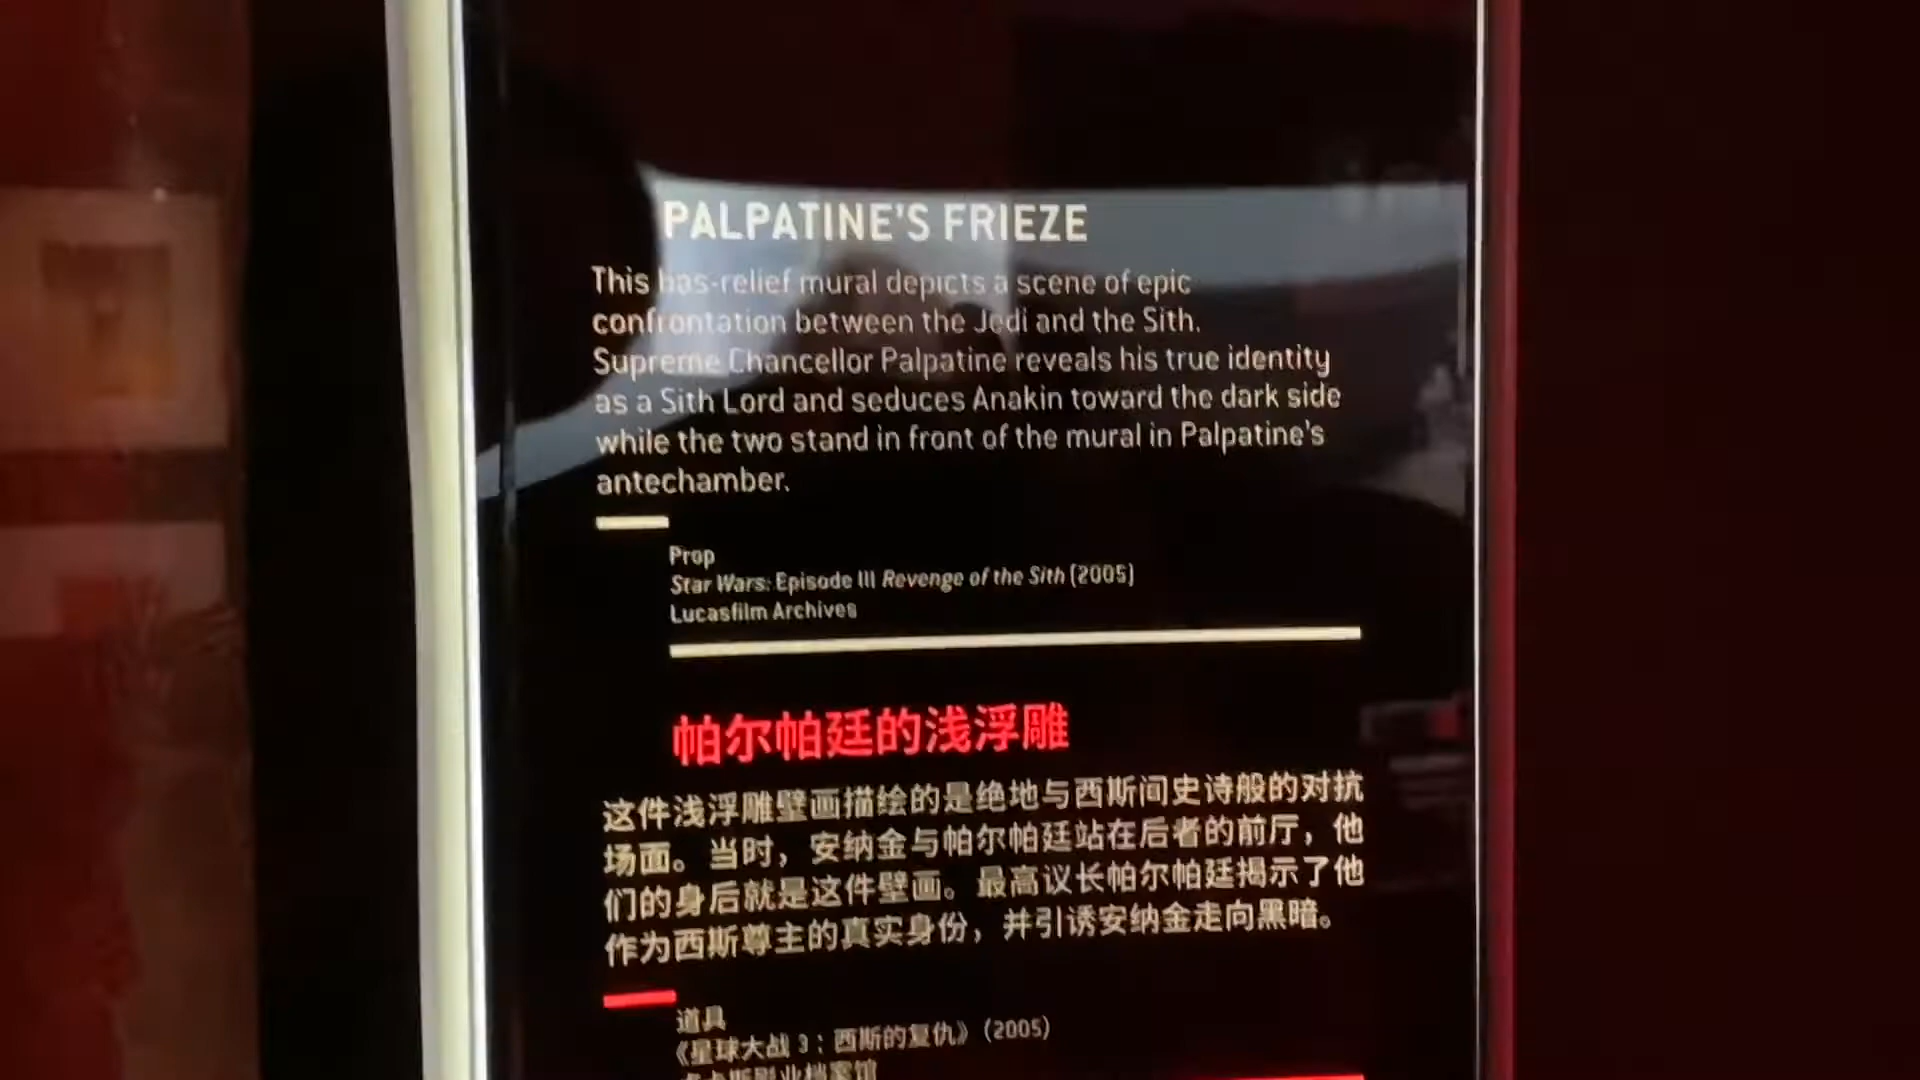 PALPATINE'S FRIEZE
This bas-relief mural depicts a scene of epic
confrontation between the Jedi and the Sith.
Supreme Chancellor Palpatine reveals his true identity
as a Sith Lord and seduces Anakin toward the dark side
while the two stand in front of the mural in Palpatine's
antechamber.
Prop
Star Wars: Episode III Revenge of the Sith (2005)
Lucasfilm Archives
帕尔帕廷的浅浮雕
这件浅浮雕壁画描绘的是绝地与西斯间史诗般的对抗
场面。当时，安纳金与帕尔帕廷站在后者的前厅，他
们的身后就是这件壁画。最高议长帕尔帕廷揭示了他
作为西斯尊主的真实身份，并引诱安纳金走向黑暗。
道具
《星球大战 3：西斯的复仇》（2005）
卢卡斯影业档案馆